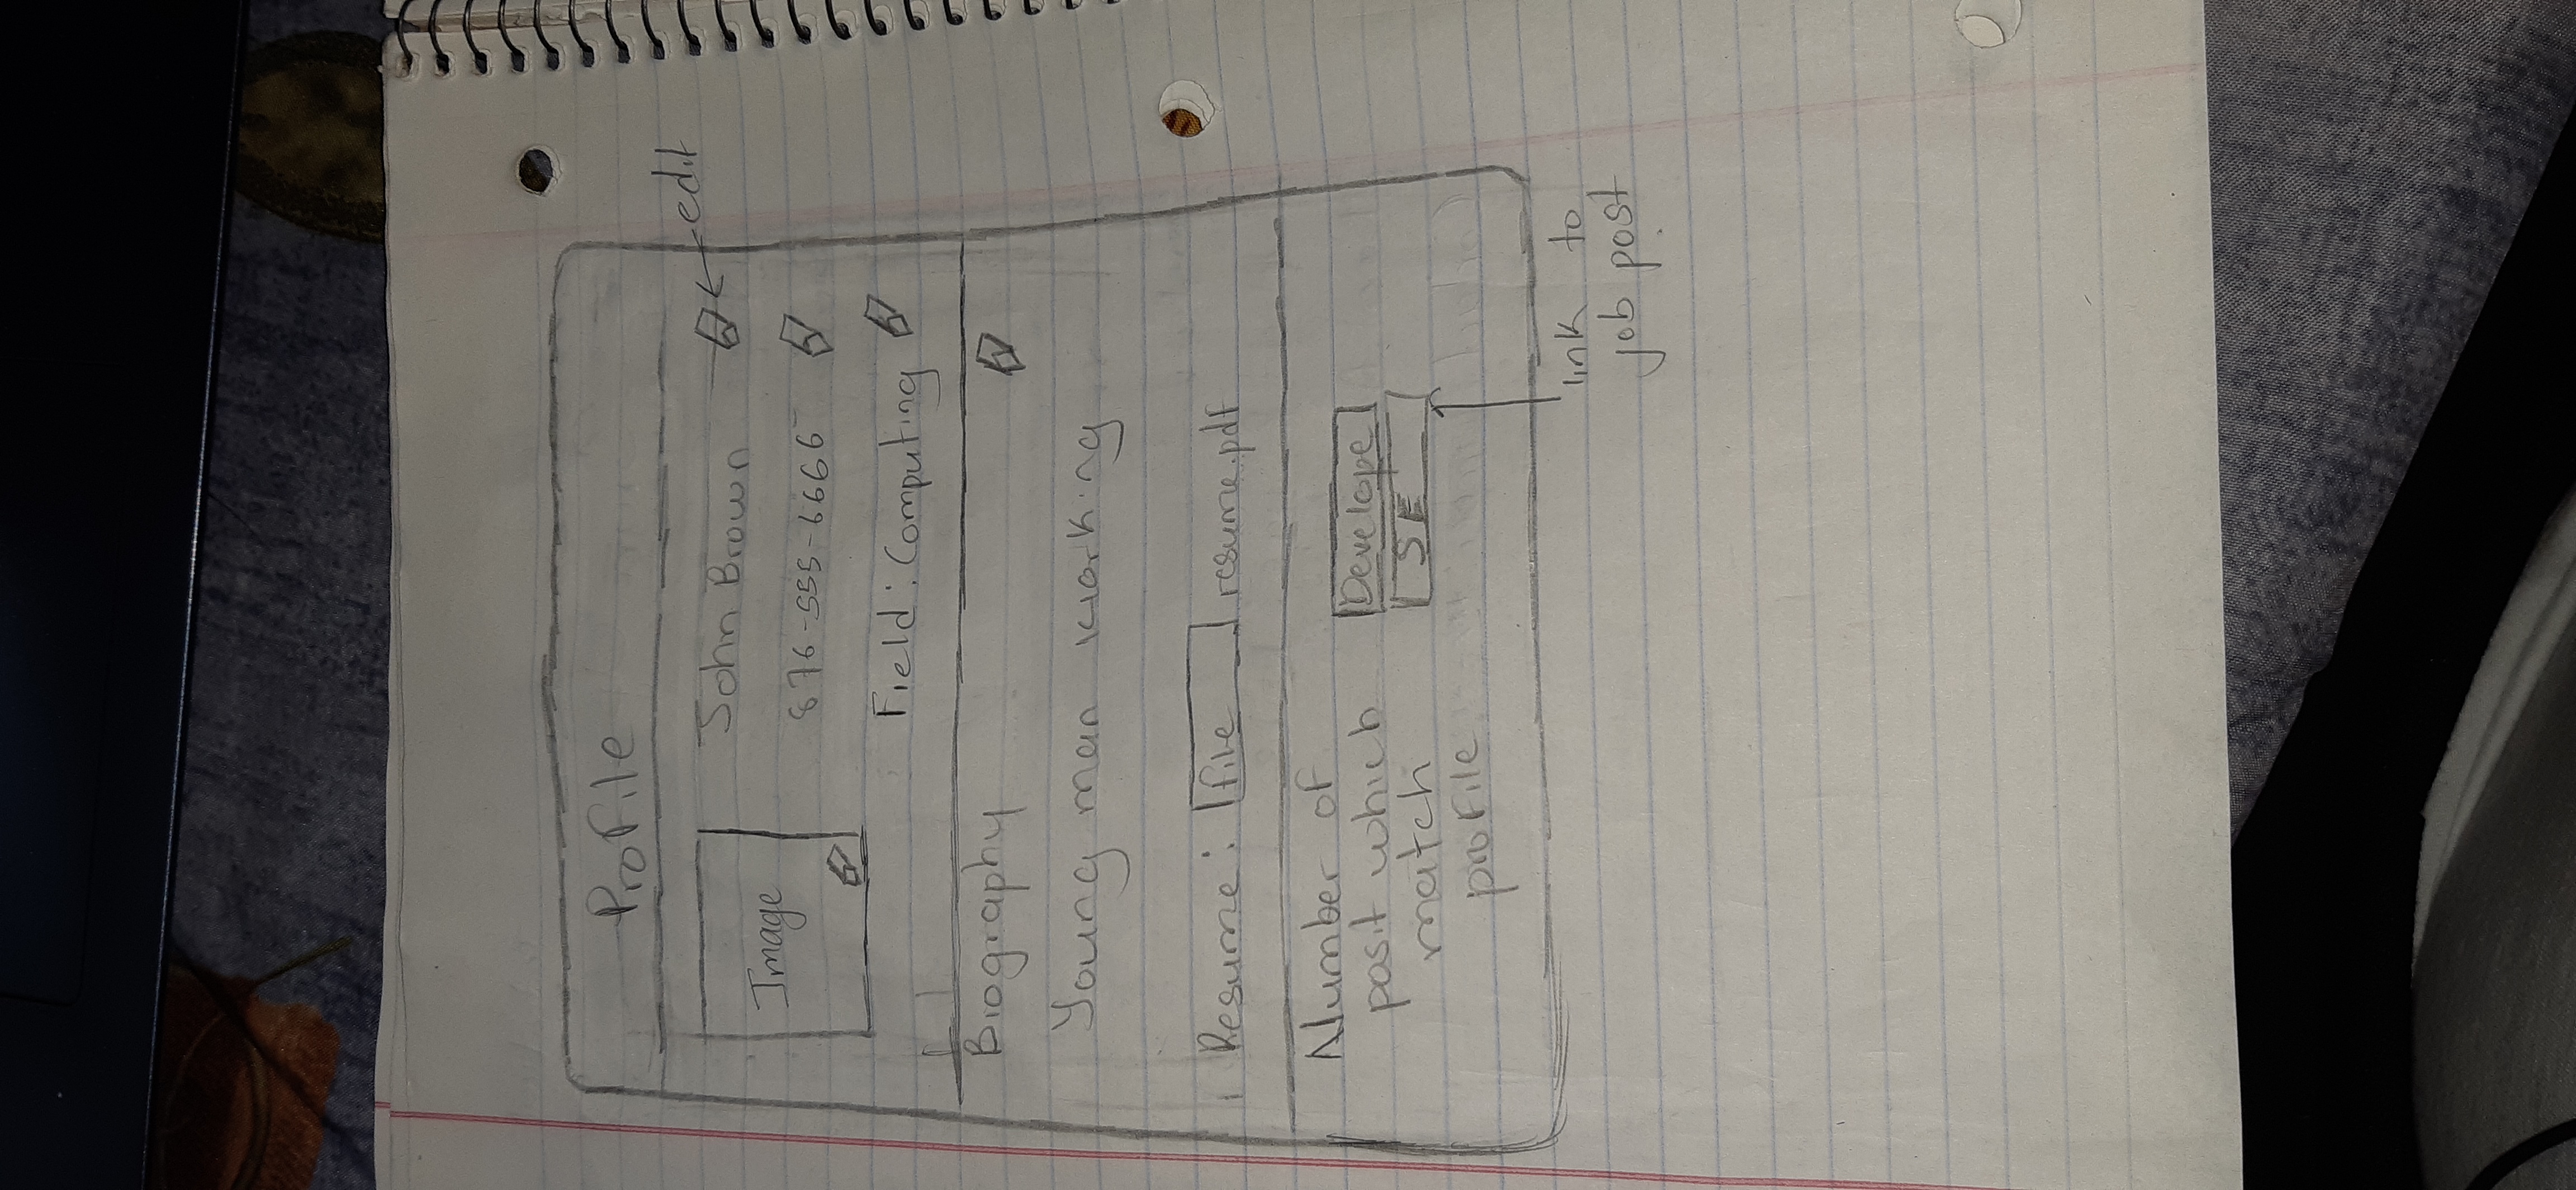 Profile
edit
John Brown
Image
876-555-6666
Field: Computing
Biography
Young man working
Resume: file resume.pdf
Number of
posit which
match
profile
Develope
SE
link to
job post